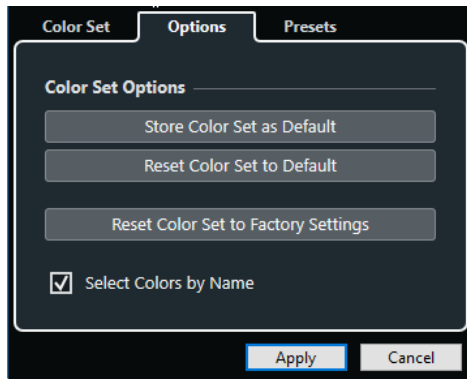 Color Set Options Presets
Color Set Options
Store Color Set as Default
Reset Color Set to Default
Reset Color Set to Factory Settings
Select Colors by Name
Apply Cancel